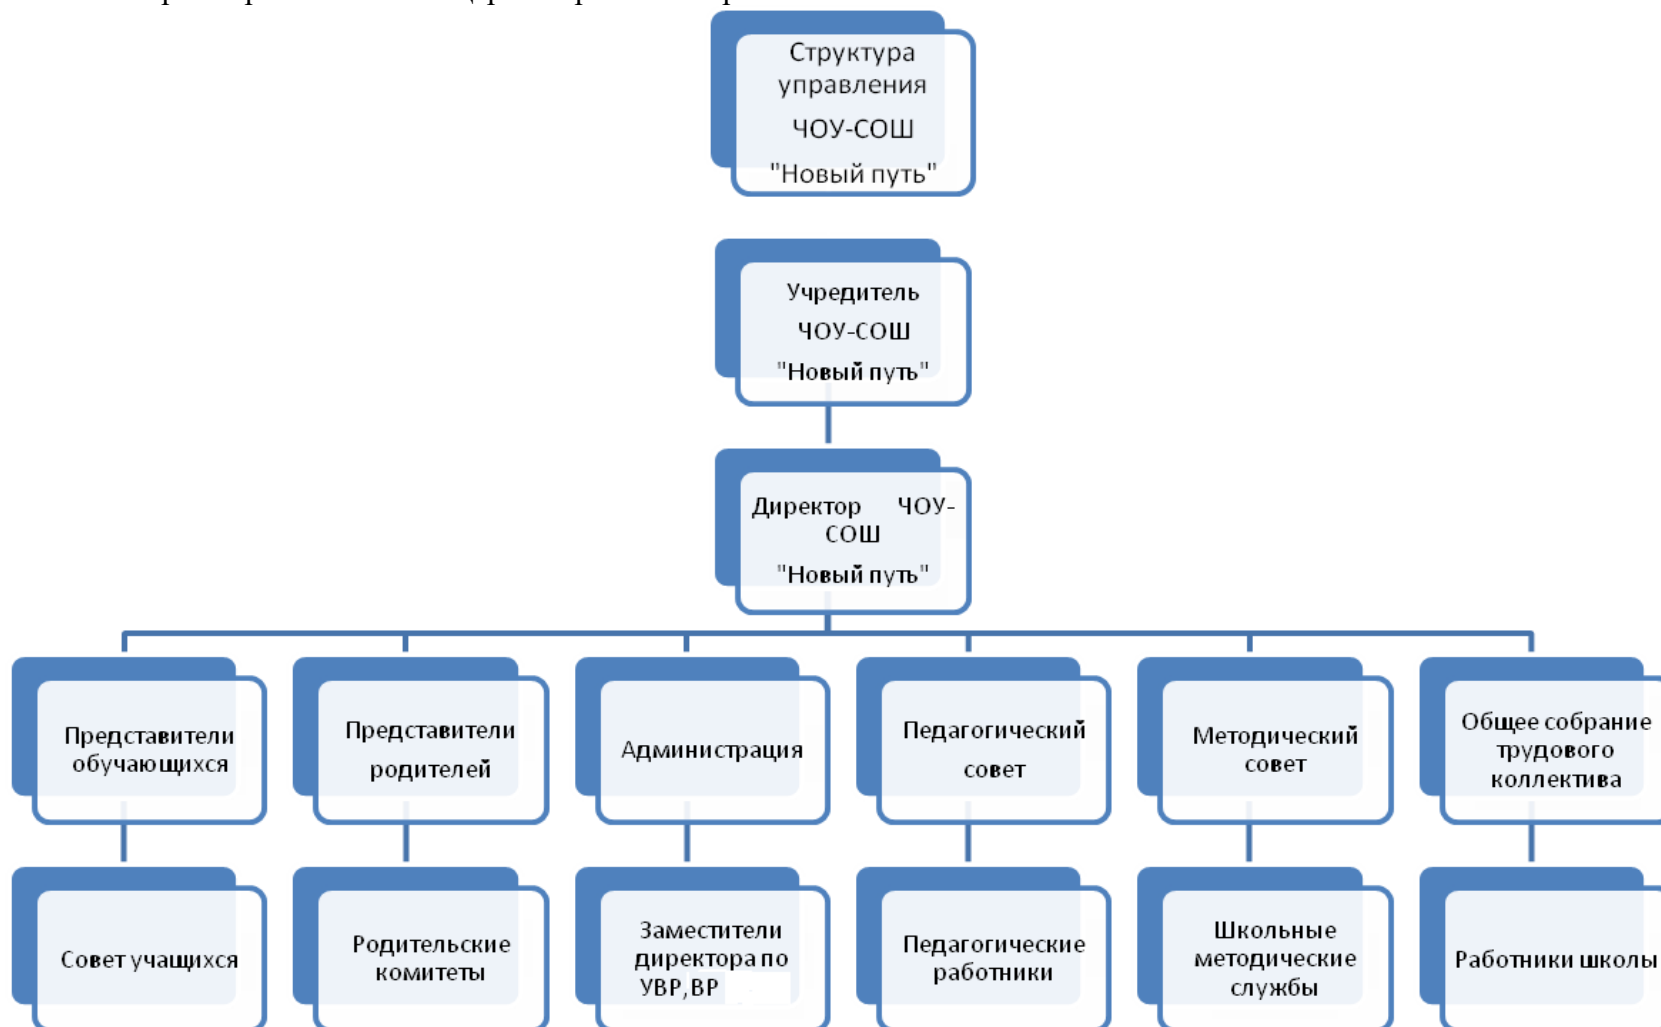 Структура
управления
ЧОУ-СОШ
"Новый путь"
Учредитель
ЧОУ-СОШ
"Новый путь"
Директор ЧОУ-
СОШ
"Новый путь"
Представители
обучающихся
Представители
родителей
Администрация
Педагогический
совет
Методический
совет
Общее собрание
трудового
коллектива
Совет учащихся
Родительские
комитеты
Заместители
директора по
УВР,ВР
Педагогические
работники
Школьные
методические
службы
Работники школы